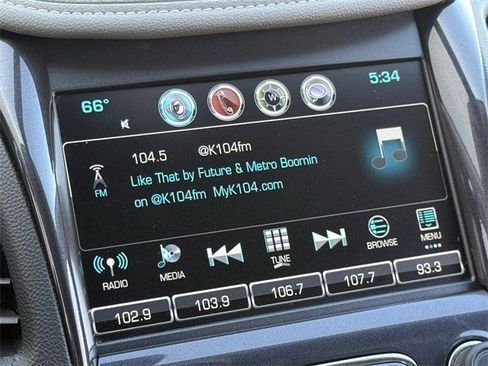 66° 5:34
W
104.5 @K104fm
Like That by Future & Metro Boomin
on @K104fm MyK104.com
FM
RADIO MEDIA TUNE BROWSE MENU
102.9 103.9 106.7 107.7 93.3